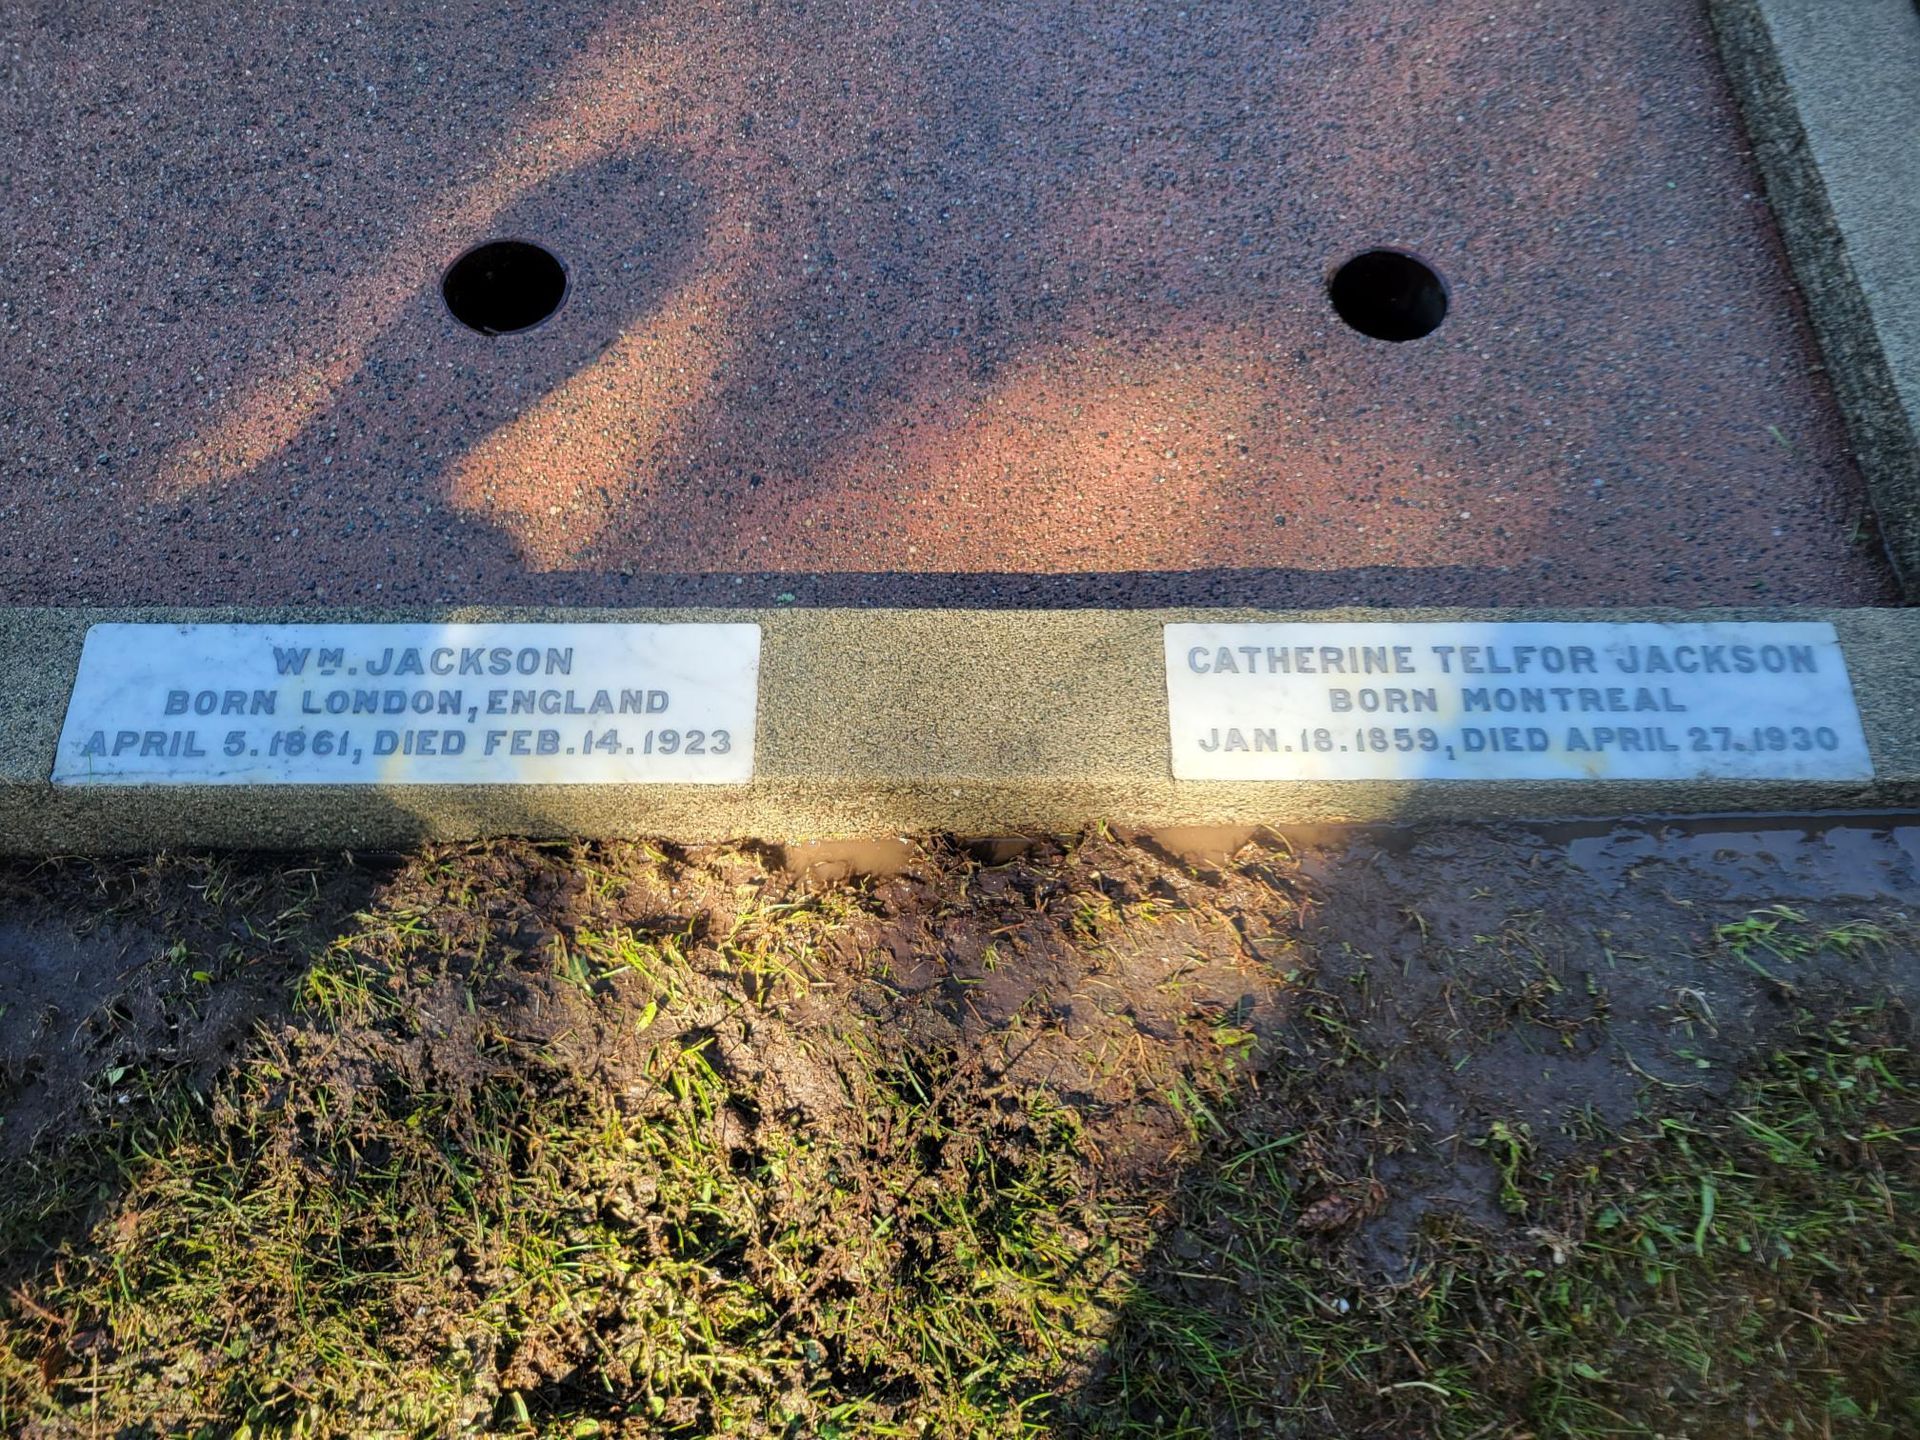 WM. JACKSON
BORN LONDON, ENGLAND
APRIL 5. 1861, DIED FEB. 14. 1923
CATHERINE TELFOR JACKSON
BORN MONTREAL
JAN. 18. 1859, DIED APRIL 27. 1930